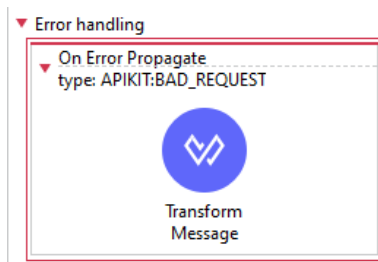 Error handling
On Error Propagate
type: APIKIT:BAD_REQUEST
Transform
Message